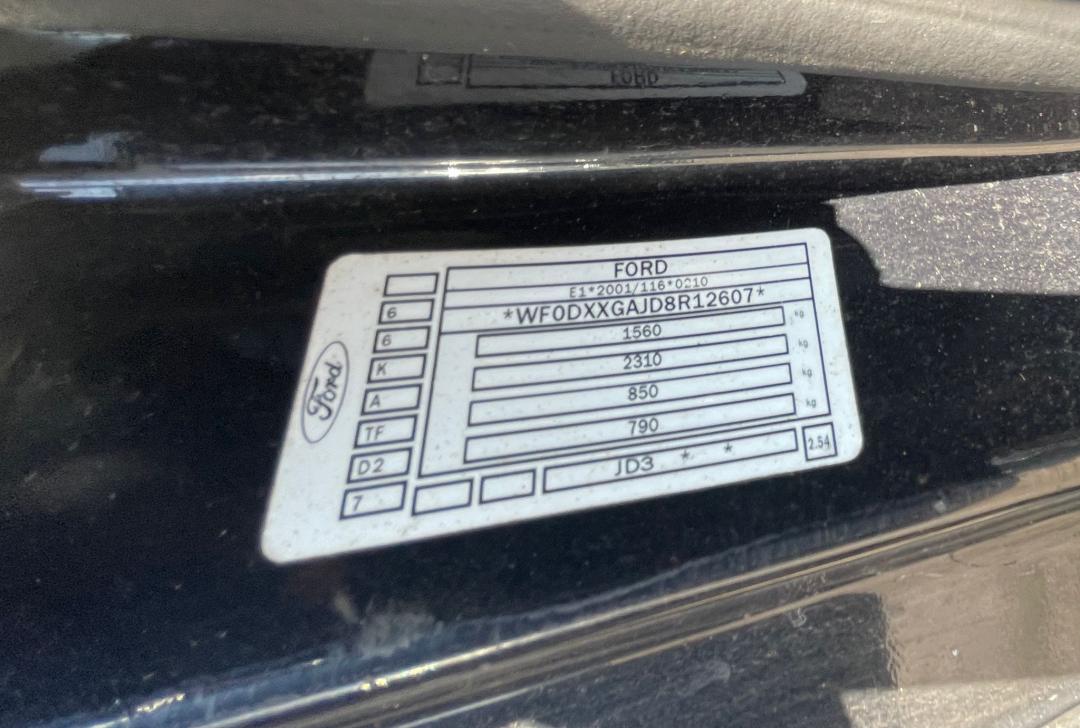 FORD
Ford
FORD
E1*2001/116*0210
*WF0DXXGAJD8R12607*
1560 kg
2310 kg
850 kg
790 kg
6
6
K
A
TF
D2
7
JD3 * *
2.54